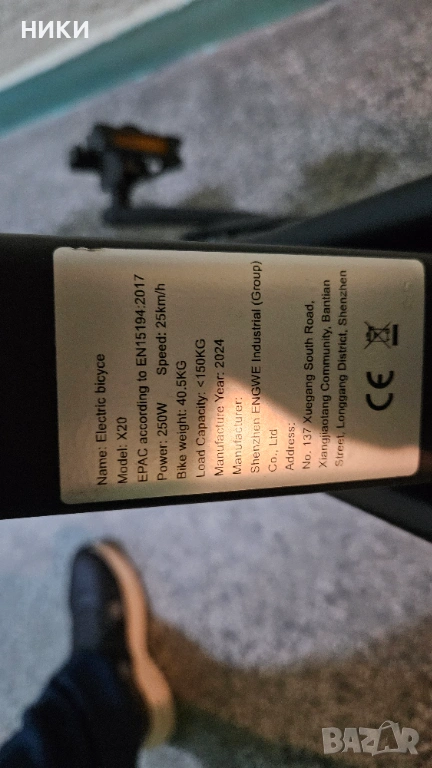 НИКИ
Name: Electric bicyce
Model: X20
EPAC according to EN15194:2017
Power: 250W Speed: 25km/h
Bike weight: 40.5KG
Load Capacity: <150KG
Manufacture Year: 2024
Manufacturer:
Shenzhen ENGWE Industrial (Group)
Co., Ltd
Address:
No. 137 Xuegang South Road,
Xiangjiaotang Community, Bantian
Street, Longgang District, Shenzhen
CE
BAZAR